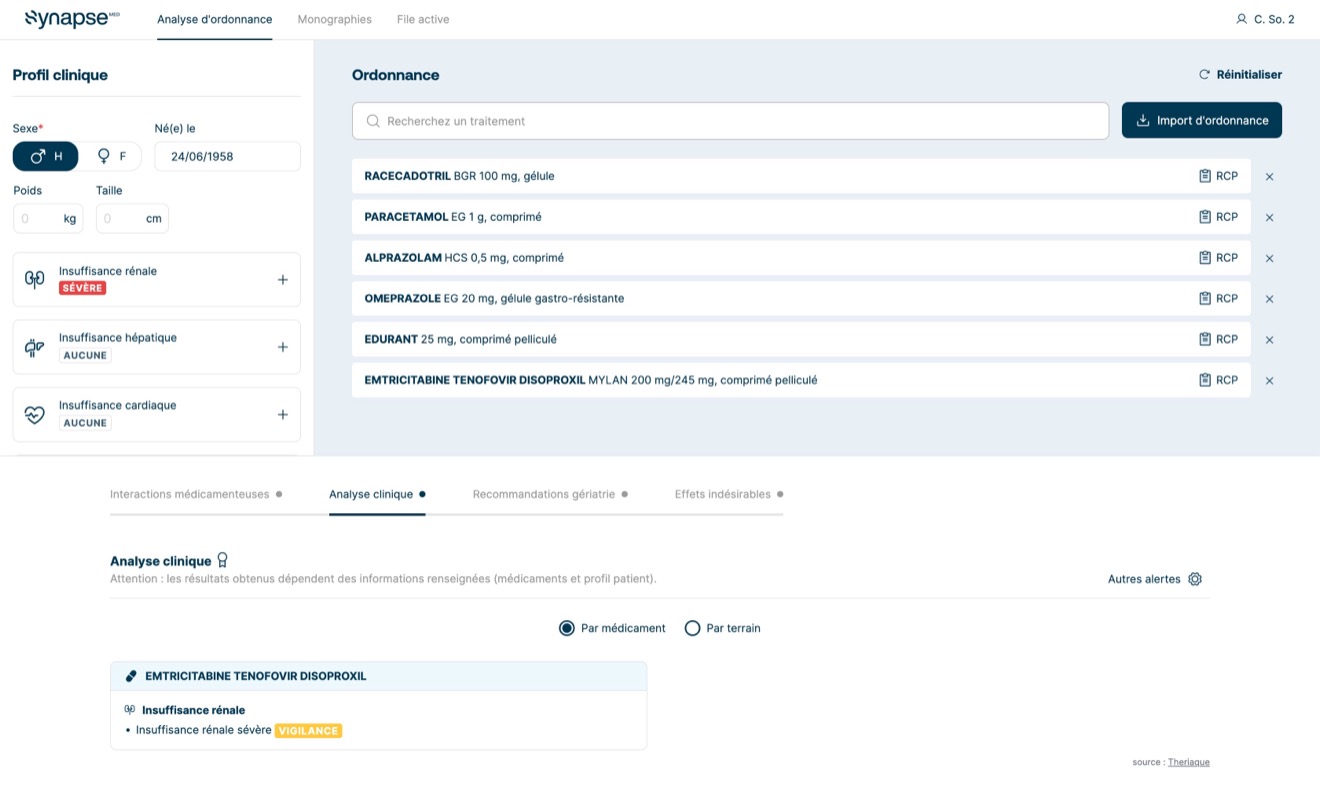 Synapse MED
Analyse d'ordonnance
Monographies
File active
C. So. 2
Profil clinique
Sexe*
Né(e) le
H
F
24/06/1958
Poids
Taille
0 kg
0 cm
Insuffisance rénale
SÉVÈRE
Insuffisance hépatique
AUCUNE
Insuffisance cardiaque
AUCUNE
Ordonnance
Réinitialiser
Recherchez un traitement
Import d'ordonnance
RACECADOTRIL BGR 100 mg, gélule RCP
PARACETAMOL EG 1 g, comprimé RCP
ALPRAZOLAM HCS 0,5 mg, comprimé RCP
OMEPRAZOLE EG 20 mg, gélule gastro-résistante RCP
EDURANT 25 mg, comprimé pelliculé RCP
EMTRICITABINE TENOFOVIR DISOPROXIL MYLAN 200 mg/245 mg, comprimé pelliculé RCP
Interactions médicamenteuses
Analyse clinique
Recommandations gériatrie
Effets indésirables
Analyse clinique
Attention : les résultats obtenus dépendent des informations renseignées (médicaments et profil patient).
Autres alertes
Par médicament
Par terrain
EMTRICITABINE TENOFOVIR DISOPROXIL
Insuffisance rénale
• Insuffisance rénale sévère VIGILANCE
source : Theriaque